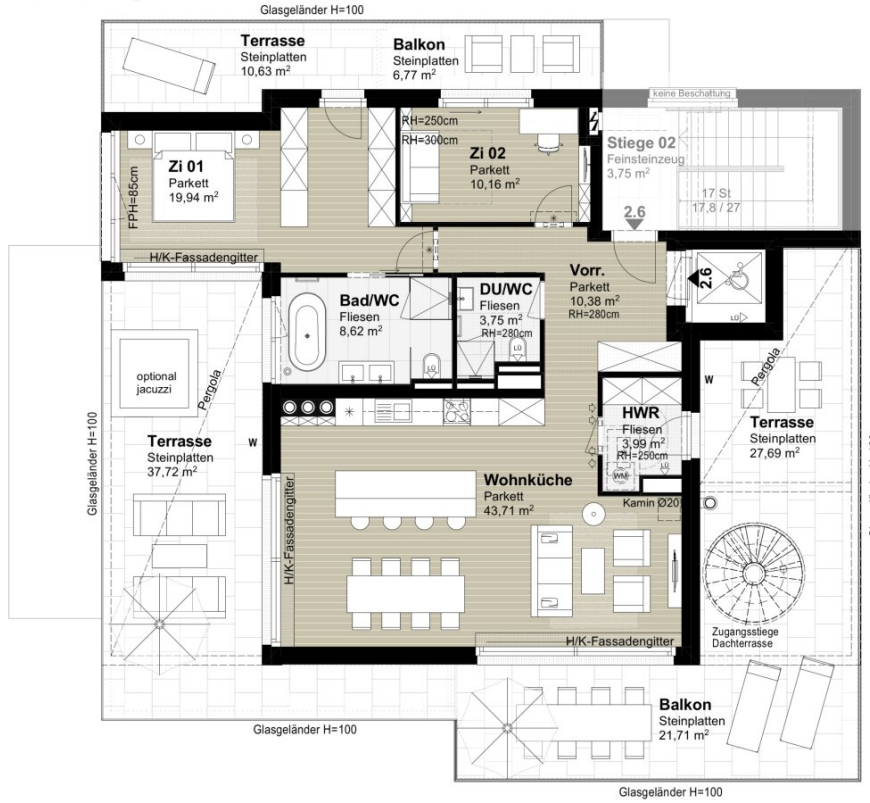 Glasgeländer H=100
Terrasse
Steinplatten
10,63 m²
Balkon
Steinplatten
6,77 m²
keine Beschattung
RH=250cm
RH=300cm
Zi 02
Parkett
10,16 m²
Stiege 02
Feinsteinzeug
3,75 m²
17 St
17,8 / 27
2.6
Zi 01
Parkett
19,94 m²
FPH=85cm
H/K-Fassadengitter
Vorr.
Parkett
10,38 m²
RH=280cm
2.6
LÜ
Bad/WC
Fliesen
8,62 m²
LÜ
DU/WC
Fliesen
3,75 m²
RH=280cm
LÜ
optional
jacuzzi
Pergola
W
Terrasse
Steinplatten
37,72 m²
Glasgeländer H=100
HWR
Fliesen
3,99 m²
RH=250cm
LÜ
WM
Kamin Ø20
W
Pergola
Terrasse
Steinplatten
27,69 m²
Wohnküche
Parkett
43,71 m²
H/K-Fassadengitter
H/K-Fassadengitter
Zugangsstiege
Dachterrasse
Balkon
Steinplatten
21,71 m²
Glasgeländer H=100
Glasgeländer H=100